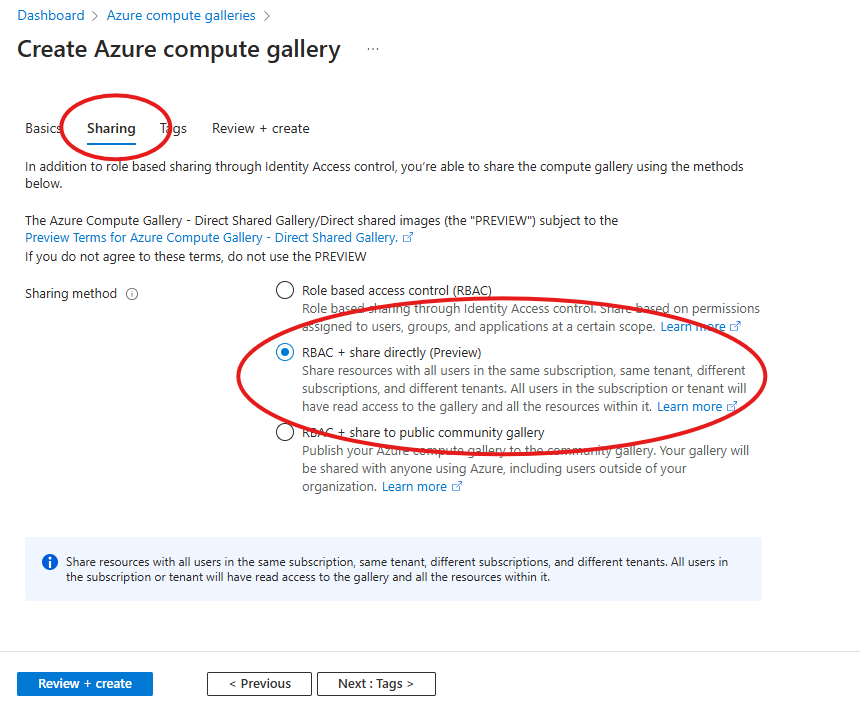 Dashboard > Azure compute galleries >
Create Azure compute gallery ...
Basics Sharing Tags Review + create
In addition to role based sharing through Identity Access control, you're able to share the compute gallery using the methods
below.
The Azure Compute Gallery - Direct Shared Gallery/Direct shared images (the "PREVIEW") subject to the
Preview Terms for Azure Compute Gallery - Direct Shared Gallery.
If you do not agree to these terms, do not use the PREVIEW
Sharing method
Role based access control (RBAC)
Role based sharing through Identity Access control. Share based on permissions
assigned to users, groups, and applications at a certain scope. Learn more
RBAC + share directly (Preview)
Share resources with all users in the same subscription, same tenant, different
subscriptions, and different tenants. All users in the subscription or tenant will
have read access to the gallery and all the resources within it. Learn more
RBAC + share to public community gallery
Publish your Azure compute gallery to the community gallery. Your gallery will
be shared with anyone using Azure, including users outside of your
organization. Learn more
Share resources with all users in the same subscription, same tenant, different subscriptions, and different tenants. All users in
the subscription or tenant will have read access to the gallery and all the resources within it.
Review + create < Previous Next : Tags >